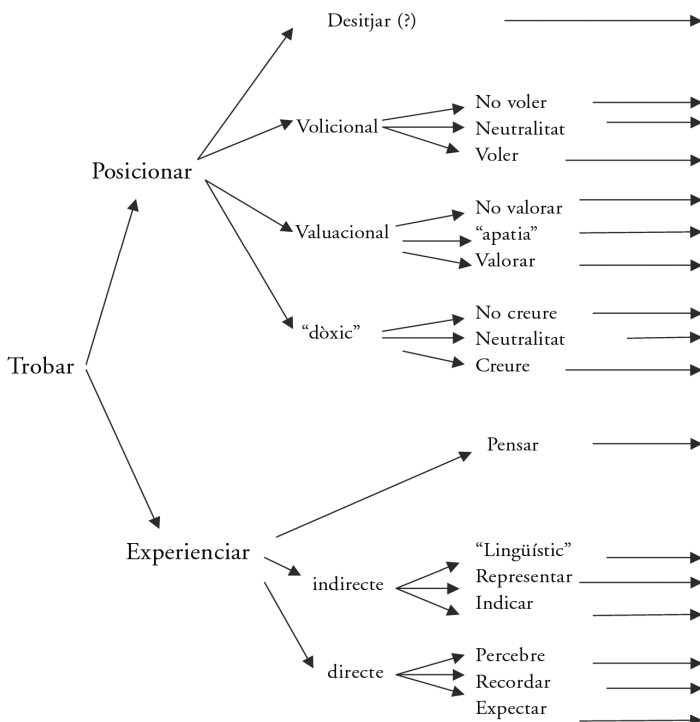 Desitjar (?)
No voler
Volicional
Neutralitat
Voler
Posicionar
No valorar
Valuacional
“apatia”
Valorar
No creure
“dòxic”
Neutralitat
Creure
Trobar
Pensar
Experienciar
“Lingüístic”
indirecte
Representar
Indicar
Percebre
directe
Recordar
Expectar